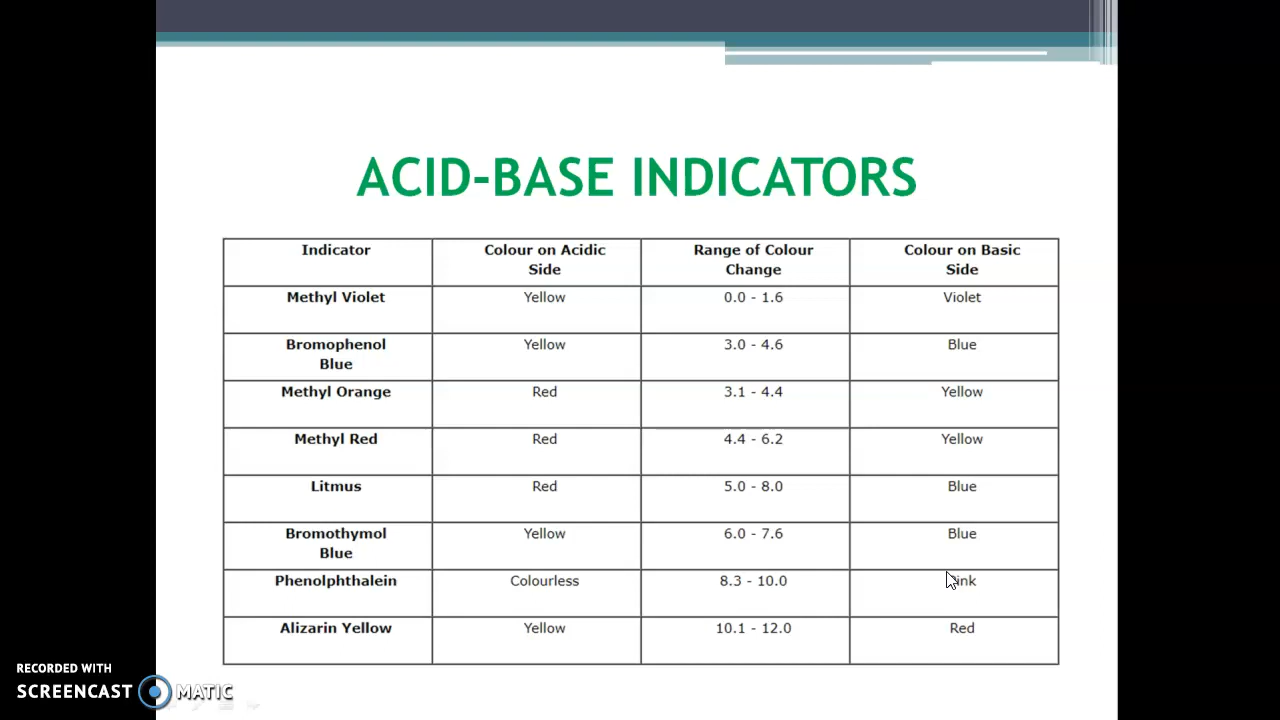 ACID-BASE INDICATORS
Indicator Colour on Acidic Side Range of Colour Change Colour on Basic Side
Methyl Violet Yellow 0.0 - 1.6 Violet
Bromophenol Blue Yellow 3.0 - 4.6 Blue
Methyl Orange Red 3.1 - 4.4 Yellow
Methyl Red Red 4.4 - 6.2 Yellow
Litmus Red 5.0 - 8.0 Blue
Bromothymol Blue Yellow 6.0 - 7.6 Blue
Phenolphthalein Colourless 8.3 - 10.0
Alizarin Yellow Yellow 10.1 - 12.0 Red
RECORDED WITH
SCREENCAST MATIC